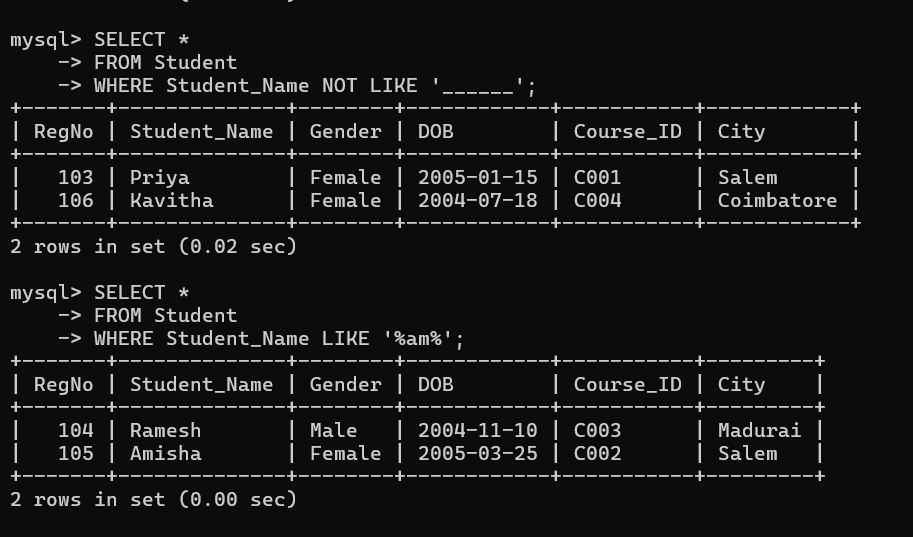 mysql> SELECT *
    -> FROM Student
    -> WHERE Student_Name NOT LIKE '______';
+-------+--------------+--------+------------+-----------+------------+
| RegNo | Student_Name | Gender | DOB        | Course_ID | City       |
+-------+--------------+--------+------------+-----------+------------+
|   103 | Priya        | Female | 2005-01-15 | C001      | Salem      |
|   106 | Kavitha      | Female | 2004-07-18 | C004      | Coimbatore |
+-------+--------------+--------+------------+-----------+------------+
2 rows in set (0.02 sec)

mysql> SELECT *
    -> FROM Student
    -> WHERE Student_Name LIKE '%am%';
+-------+--------------+--------+------------+-----------+---------+
| RegNo | Student_Name | Gender | DOB        | Course_ID | City    |
+-------+--------------+--------+------------+-----------+---------+
|   104 | Ramesh       | Male   | 2004-11-10 | C003      | Madurai |
|   105 | Amisha       | Female | 2005-03-25 | C002      | Salem   |
+-------+--------------+--------+------------+-----------+---------+
2 rows in set (0.00 sec)